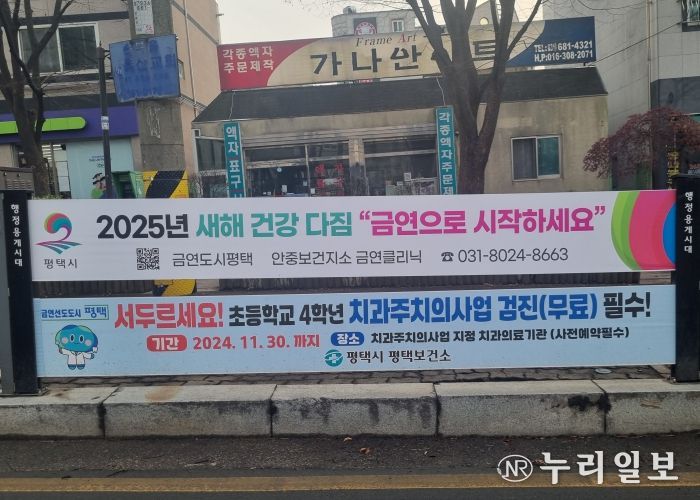 각종액자
주문제작
Frame Art
가나안
TEL: 681-4321
H.P:016-308-2071
액자 표구
각종액자주문제
행정용게시대
행정용게시대
평택시
2025년 새해 건강 다짐 “금연으로 시작하세요”
금연도시평택 안중보건지소 금연클리닉 ☎ 031-8024-8663
금연선도도시 평택
서두르세요! 초등학교 4학년 치과주치의사업 검진(무료) 필수!
기간 2024. 11. 30. 까지 장소 치과주치의사업 지정 치과의료기관 (사전예약필수)
평택시 평택보건소
NR 누리일보